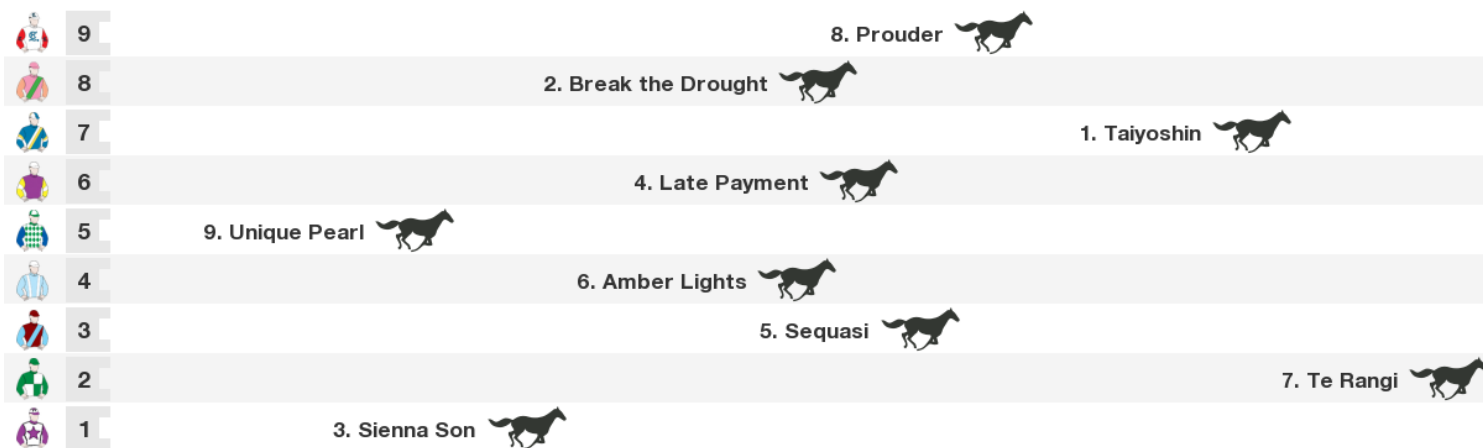 9 8. Prouder
8 2. Break the Drought
7 1. Taiyoshin
6 4. Late Payment
5 9. Unique Pearl
4 6. Amber Lights
3 5. Sequasi
2 7. Te Rangi
1 3. Sienna Son